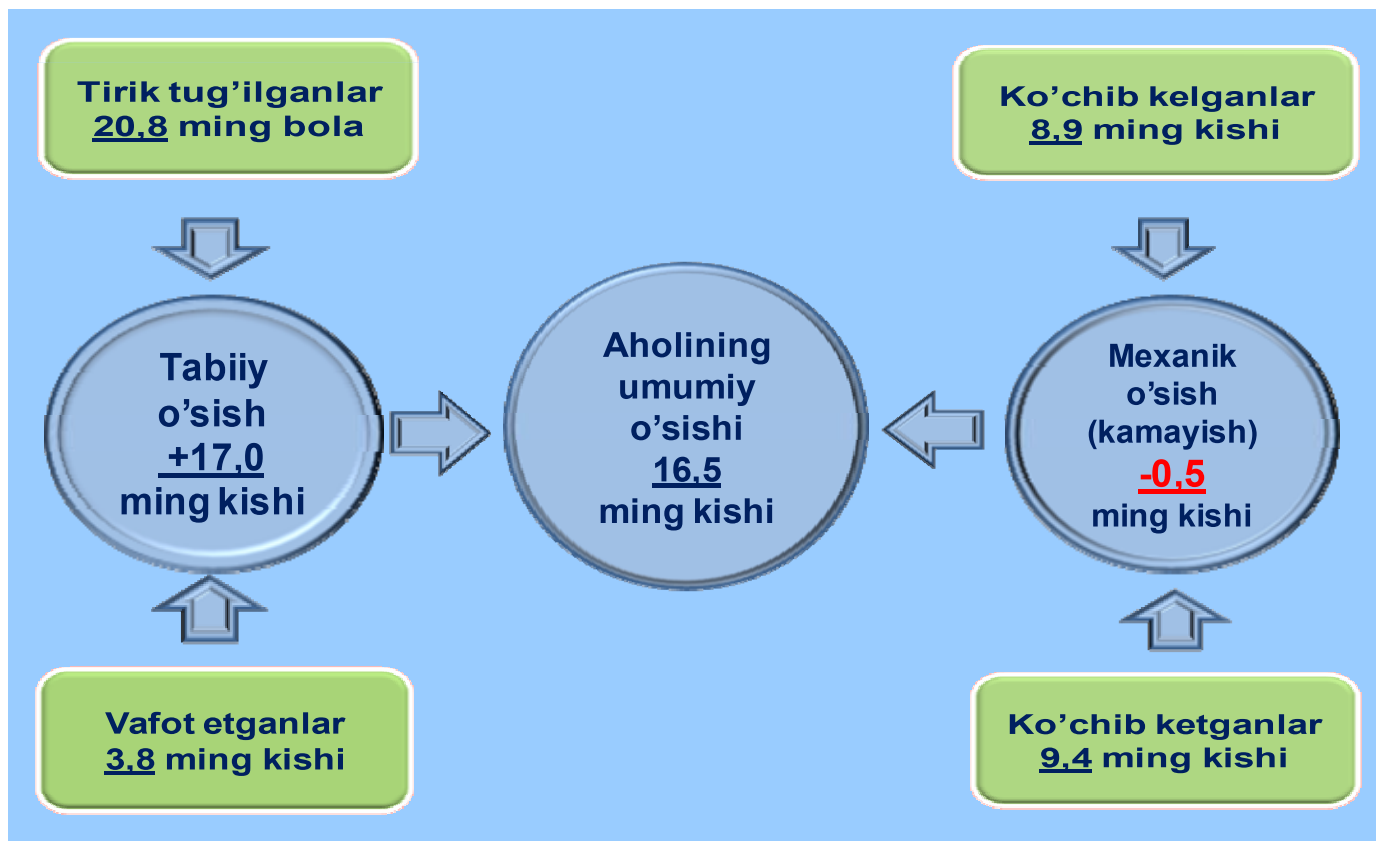 Tirik tug’ilganlar
20,8 ming bola
Ko’chib kelganlar
8,9 ming kishi
Tabiiy
o’sish
+17,0
ming kishi
Aholining
umumiy
o’sishi
16,5
ming kishi
Mexanik
o’sish
(kamayish)
-0,5
ming kishi
Vafot etganlar
3,8 ming kishi
Ko’chib ketganlar
9,4 ming kishi